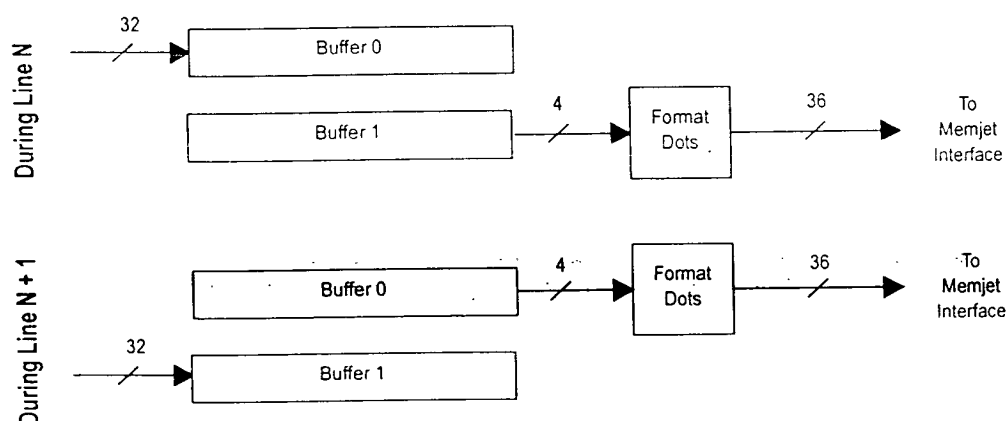 During Line N
32
Buffer 0
Buffer 1
4
Format
Dots
36
To
Memjet
Interface
During Line N + 1
Buffer 0
4
Format
Dots
36
To
Memjet
Interface
32
Buffer 1